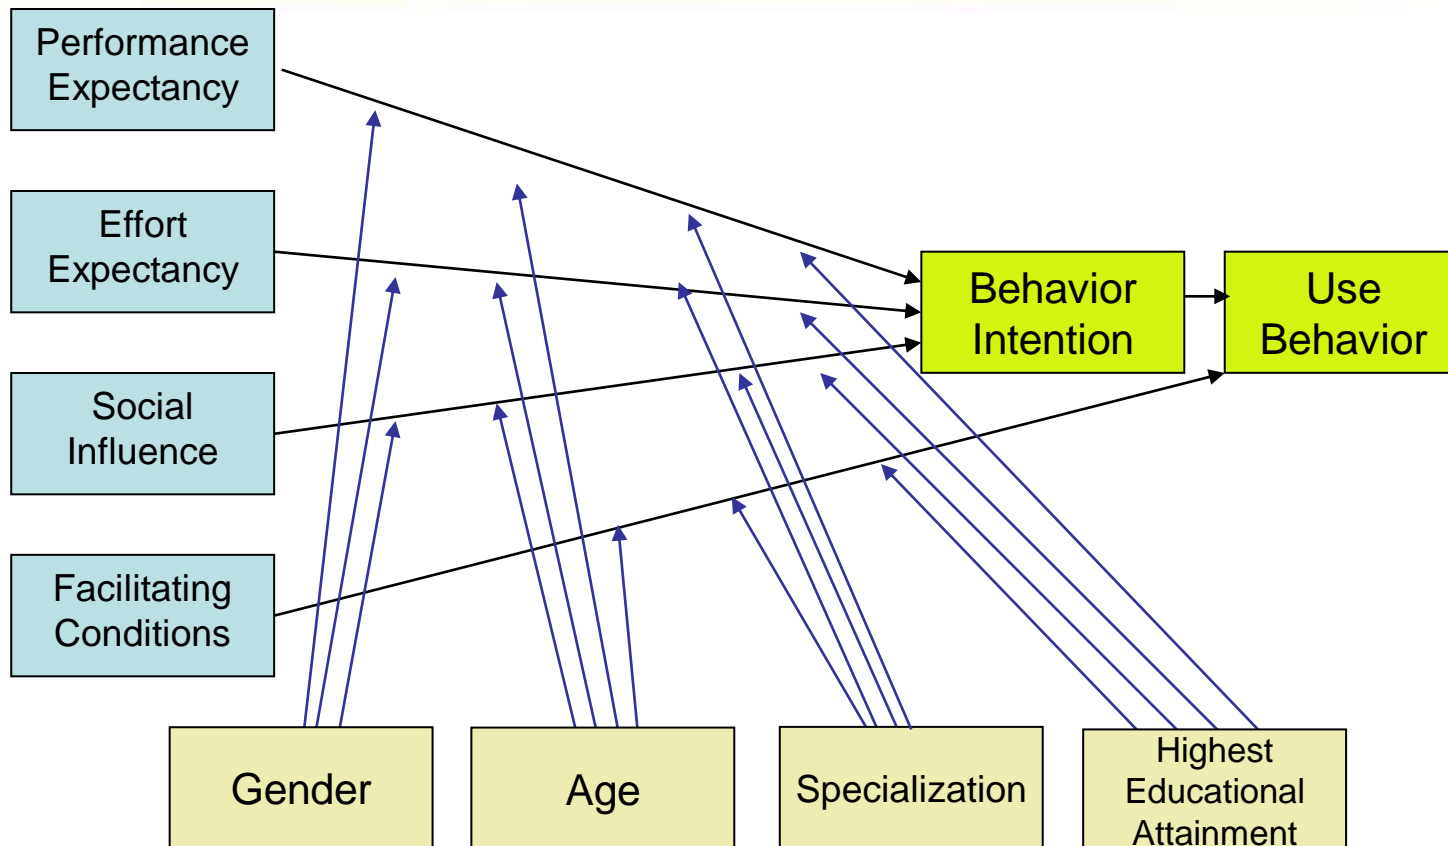 Performance
Expectancy
Effort
Expectancy
Behavior
Intention
Use
Behavior
Social
Influence
Facilitating
Conditions
Gender
Age
Specialization
Highest
Educational
Attainment